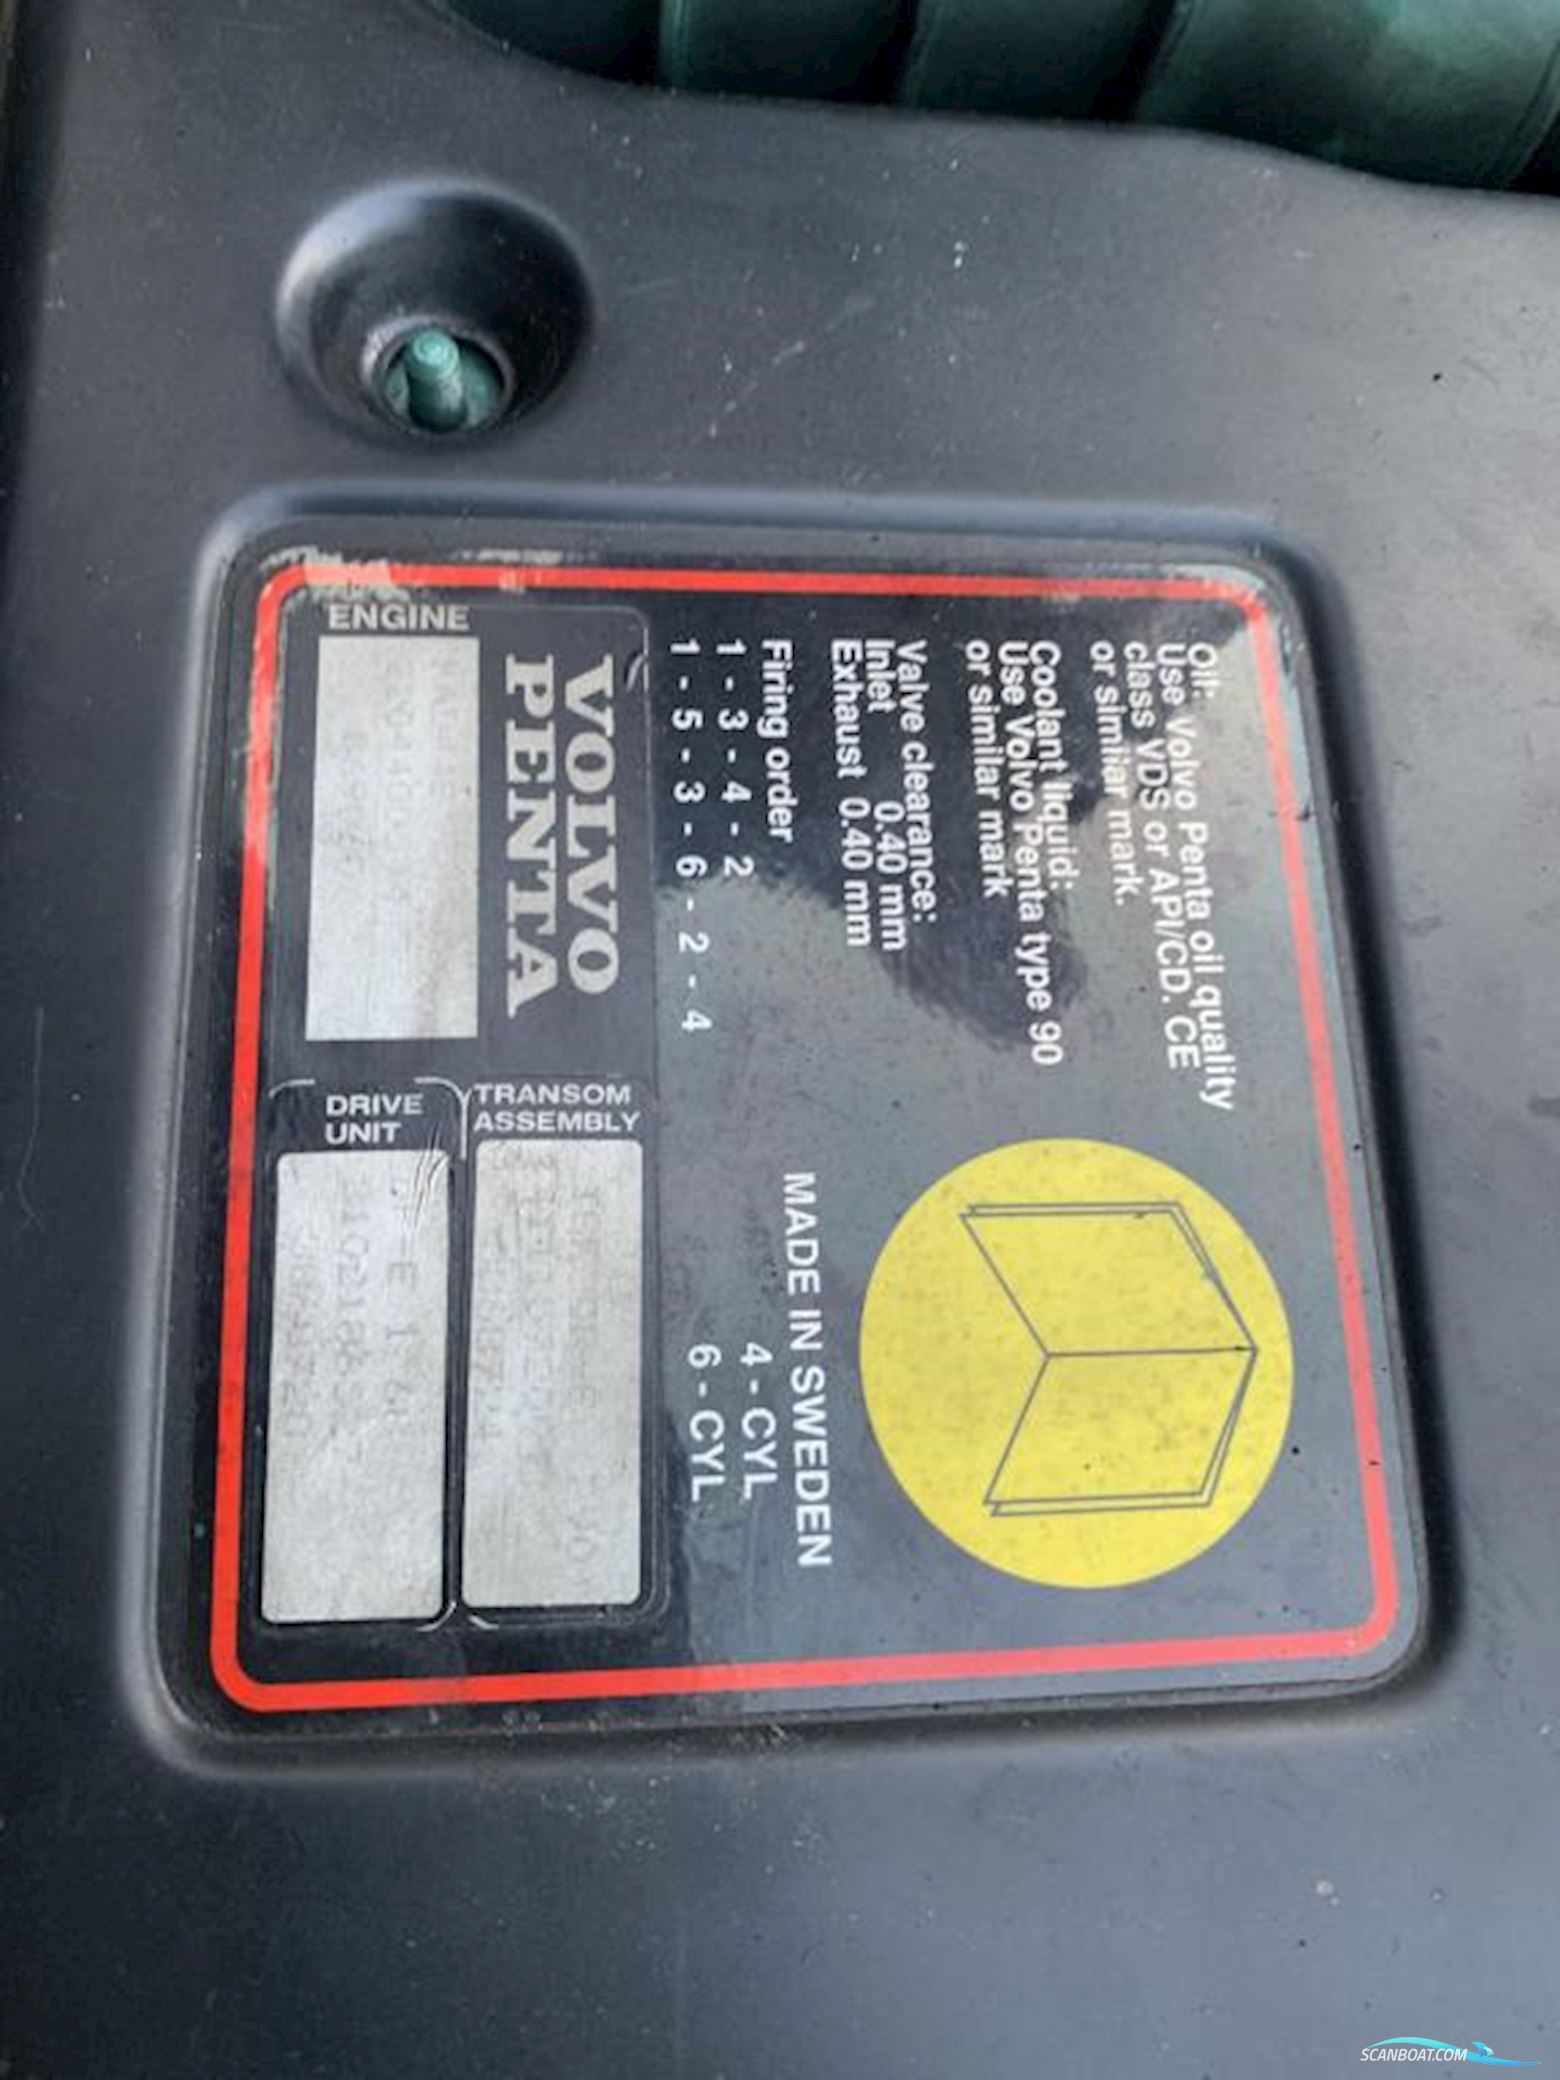 Oil:
Use Volvo Penta oil quality
class VDS or API/CD. CE
or similar mark.
Coolant liquid:
Use Volvo Penta type 90
or similar mark
Valve clearance:
Inlet 0.40 mm
Exhaust 0.40 mm
Firing order
1 - 3 - 4 - 2 4 - CYL
1 - 5 - 3 - 6 - 2 - 4 6 - CYL
MADE IN SWEDEN
VOLVO
PENTA
ENGINE
TRANSOM
ASSEMBLY
DRIVE
UNIT
SCANBOAT.COM